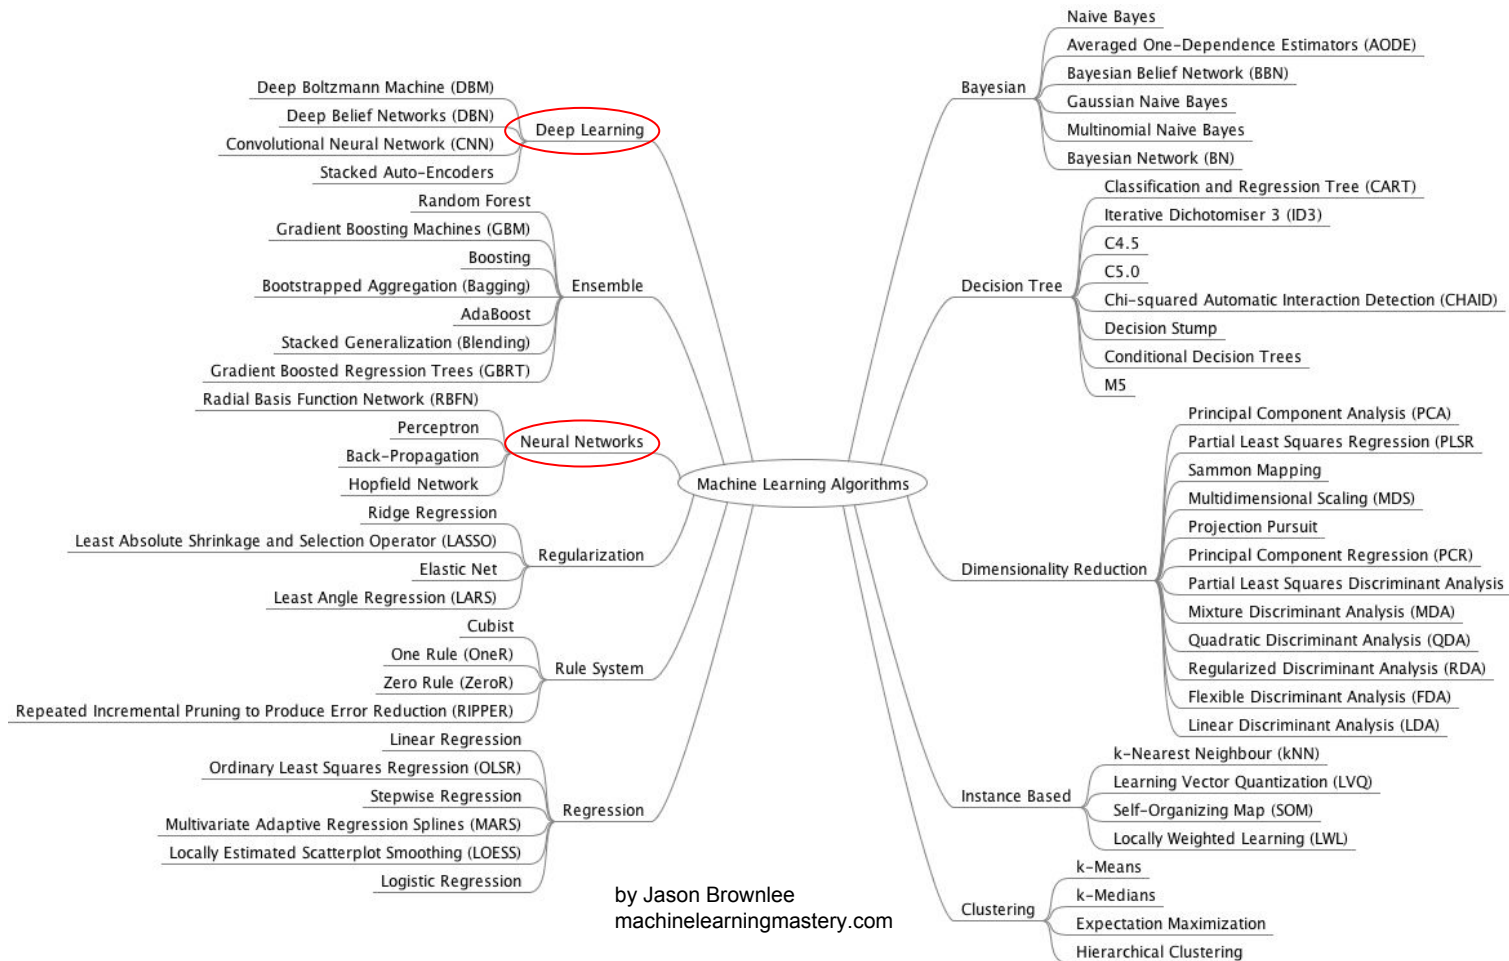 Deep Learning
Deep Boltzmann Machine (DBM)
Deep Belief Networks (DBN)
Convolutional Neural Network (CNN)
Stacked Auto-Encoders
Ensemble
Random Forest
Gradient Boosting Machines (GBM)
Boosting
Bootstrapped Aggregation (Bagging)
AdaBoost
Stacked Generalization (Blending)
Gradient Boosted Regression Trees (GBRT)
Neural Networks
Radial Basis Function Network (RBFN)
Perceptron
Back-Propagation
Hopfield Network
Regularization
Ridge Regression
Least Absolute Shrinkage and Selection Operator (LASSO)
Elastic Net
Least Angle Regression (LARS)
Rule System
Cubist
One Rule (OneR)
Zero Rule (ZeroR)
Repeated Incremental Pruning to Produce Error Reduction (RIPPER)
Regression
Linear Regression
Ordinary Least Squares Regression (OLSR)
Stepwise Regression
Multivariate Adaptive Regression Splines (MARS)
Locally Estimated Scatterplot Smoothing (LOESS)
Logistic Regression
Machine Learning Algorithms
Bayesian
Naive Bayes
Averaged One-Dependence Estimators (AODE)
Bayesian Belief Network (BBN)
Gaussian Naive Bayes
Multinomial Naive Bayes
Bayesian Network (BN)
Decision Tree
Classification and Regression Tree (CART)
Iterative Dichotomiser 3 (ID3)
C4.5
C5.0
Chi-squared Automatic Interaction Detection (CHAID)
Decision Stump
Conditional Decision Trees
M5
Dimensionality Reduction
Principal Component Analysis (PCA)
Partial Least Squares Regression (PLSR
Sammon Mapping
Multidimensional Scaling (MDS)
Projection Pursuit
Principal Component Regression (PCR)
Partial Least Squares Discriminant Analysis
Mixture Discriminant Analysis (MDA)
Quadratic Discriminant Analysis (QDA)
Regularized Discriminant Analysis (RDA)
Flexible Discriminant Analysis (FDA)
Linear Discriminant Analysis (LDA)
Instance Based
k-Nearest Neighbour (kNN)
Learning Vector Quantization (LVQ)
Self-Organizing Map (SOM)
Locally Weighted Learning (LWL)
Clustering
k-Means
k-Medians
Expectation Maximization
Hierarchical Clustering
by Jason Brownlee
machinelearningmastery.com